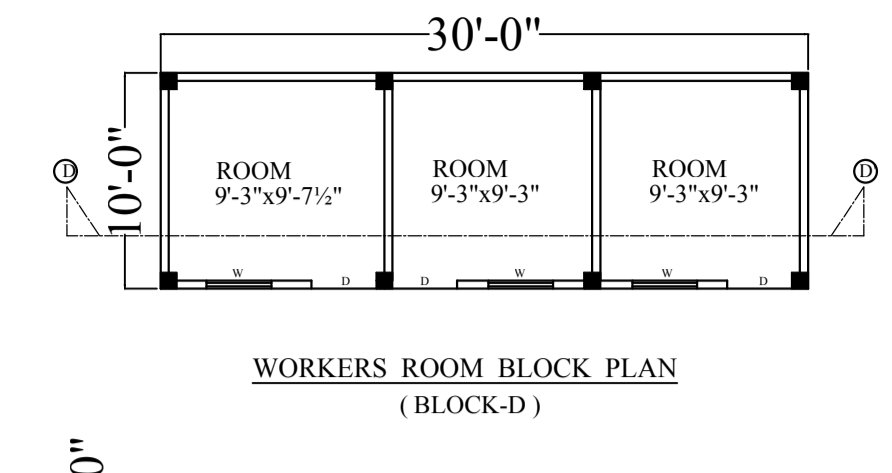 30'-0"
10'-0"
D
D
ROOM
9'-3"x9'-7½"
ROOM
9'-3"x9'-3"
ROOM
9'-3"x9'-3"
W
D
D
W
W
D
WORKERS ROOM BLOCK PLAN
( BLOCK-D )
0"